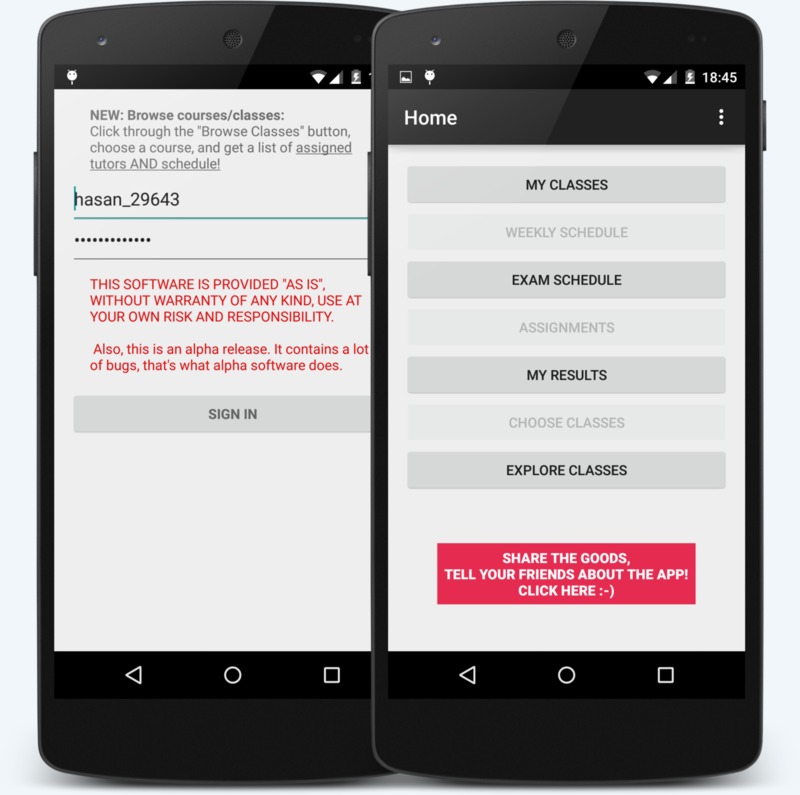 NEW: Browse courses/classes:
Click through the "Browse Classes" button,
choose a course, and get a list of assigned
tutors AND schedule!
hasan_29643
•••••••••••••
THIS SOFTWARE IS PROVIDED "AS IS",
WITHOUT WARRANTY OF ANY KIND, USE AT
YOUR OWN RISK AND RESPONSIBILITY.
Also, this is an alpha release. It contains a lot
of bugs, that's what alpha software does.
SIGN IN
18:45
Home
MY CLASSES
WEEKLY SCHEDULE
EXAM SCHEDULE
ASSIGNMENTS
MY RESULTS
CHOOSE CLASSES
EXPLORE CLASSES
SHARE THE GOODS,
TELL YOUR FRIENDS ABOUT THE APP!
CLICK HERE :-)